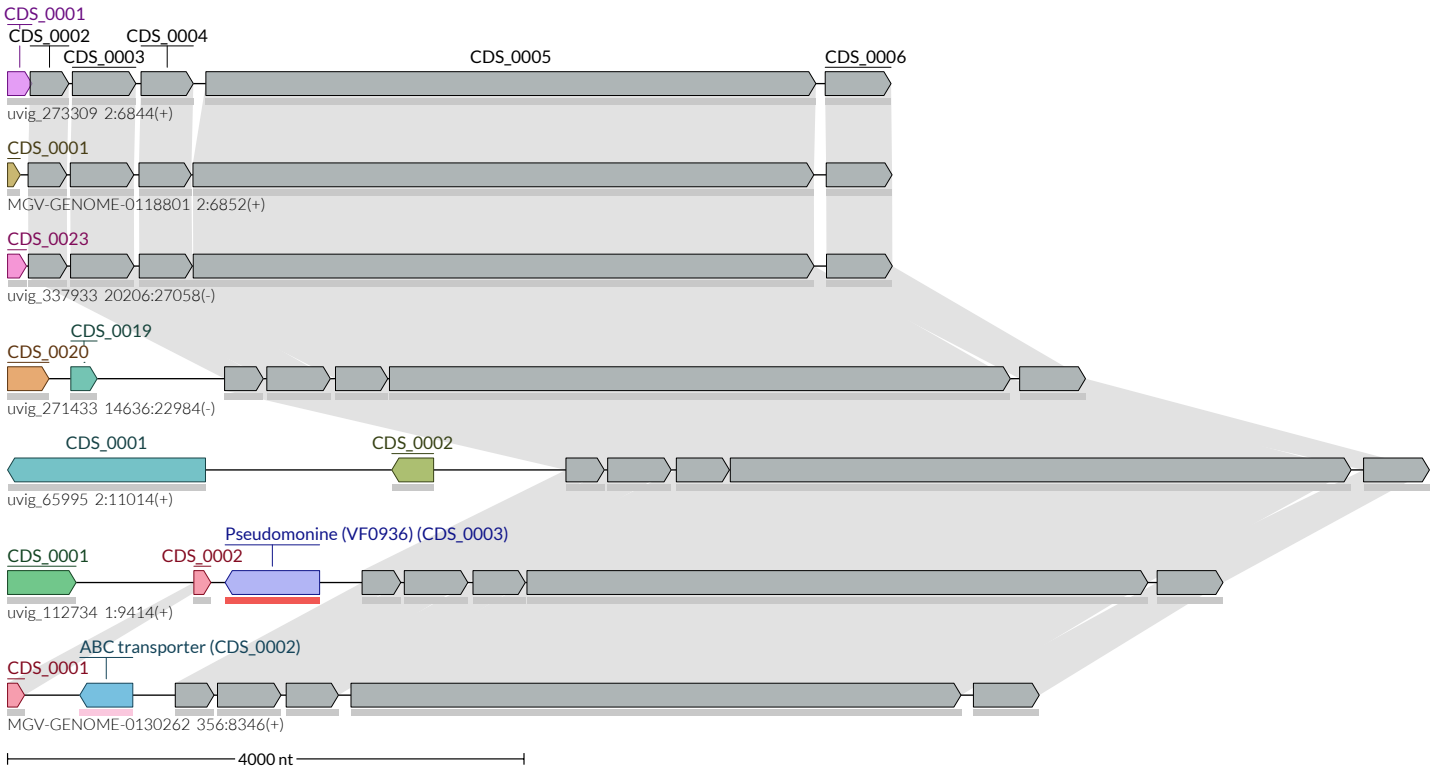 CDS_0001
CDS_0002 CDS_0004
CDS_0003 CDS_0005 CDS_0006
uvig_273309 2:6844(+)
CDS_0001
MGV-GENOME-0118801 2:6852(+)
CDS_0023
uvig_337933 20206:27058(-)
CDS_0019
CDS_0020
uvig_271433 14636:22984(-)
CDS_0001 CDS_0002
uvig_65995 2:11014(+)
Pseudomonine (VF0936) (CDS_0003)
CDS_0001 CDS_0002
uvig_112734 1:9414(+)
ABC transporter (CDS_0002)
CDS_0001
MGV-GENOME-0130262 356:8346(+)
4000 nt